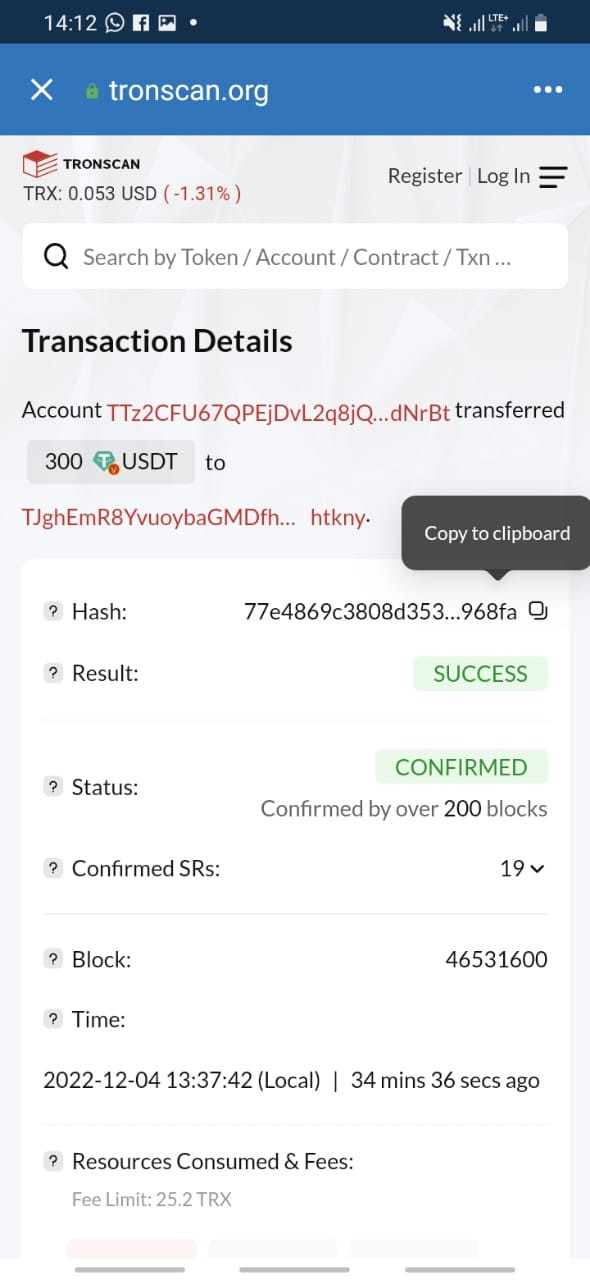 14:12
LTE+
tronscan.org
TRONSCAN
TRX: 0.053 USD ( -1.31% )
Register | Log In
Search by Token / Account / Contract / Txn ...
Transaction Details
Account TTz2CFU67QPEjDvL2q8jQ...dNrBt transferred
300 USDT to
TJghEmR8YvuoybaGMDfh... htkny.
Copy to clipboard
? Hash: 77e4869c3808d353...968fa
? Result: SUCCESS
? Status: CONFIRMED
Confirmed by over 200 blocks
? Confirmed SRs: 19
? Block: 46531600
? Time:
2022-12-04 13:37:42 (Local) | 34 mins 36 secs ago
? Resources Consumed & Fees:
Fee Limit: 25.2 TRX